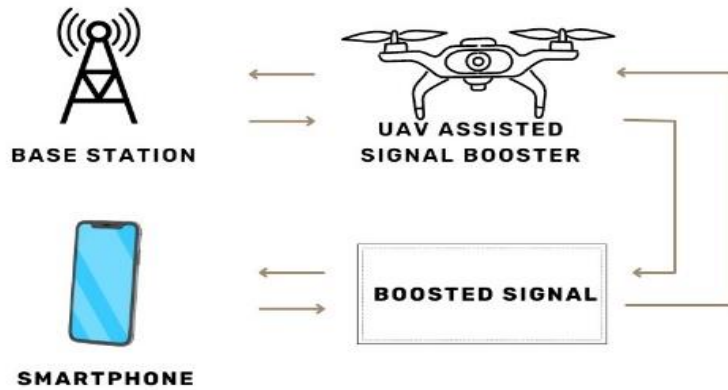 BASE STATION
UAV ASSISTED
SIGNAL BOOSTER
BOOSTED SIGNAL
SMARTPHONE